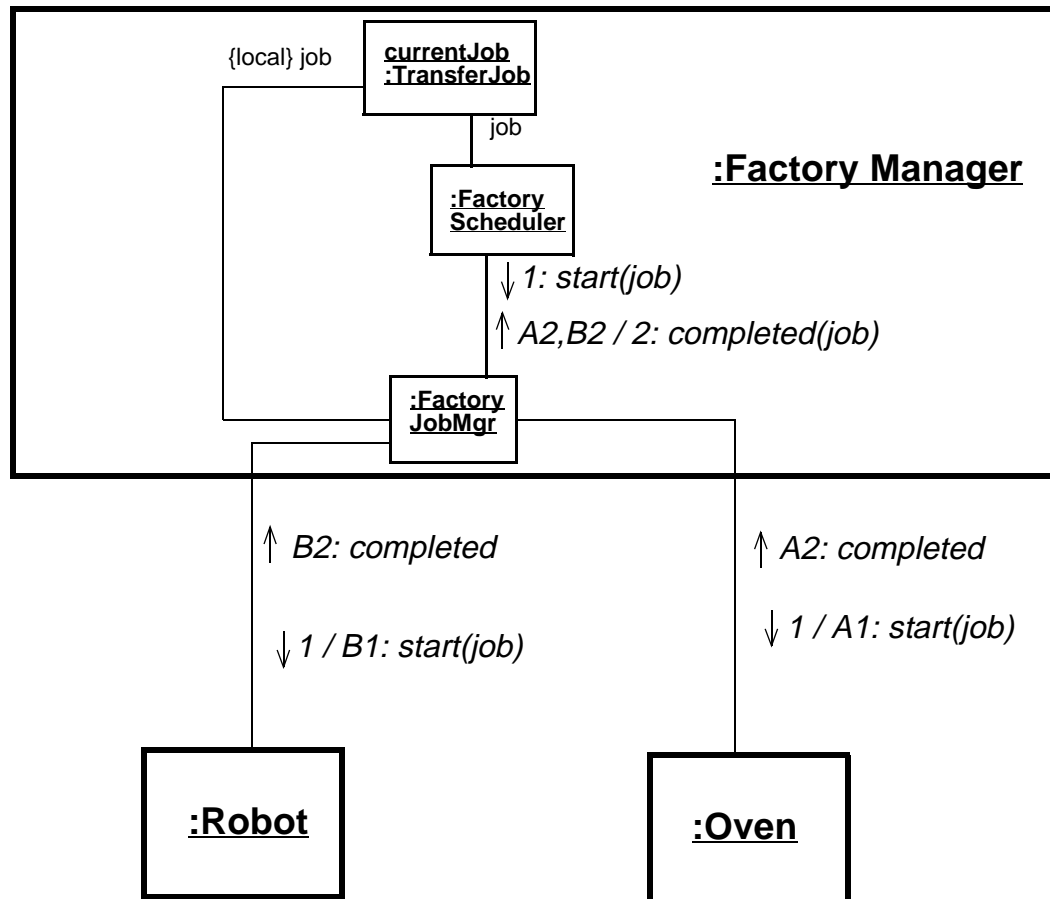 {local} job
currentJob
:TransferJob
job
:Factory Manager
:Factory
Scheduler
1: start(job)
A2,B2 / 2: completed(job)
:Factory
JobMgr
B2: completed
A2: completed
1 / B1: start(job)
1 / A1: start(job)
:Robot
:Oven